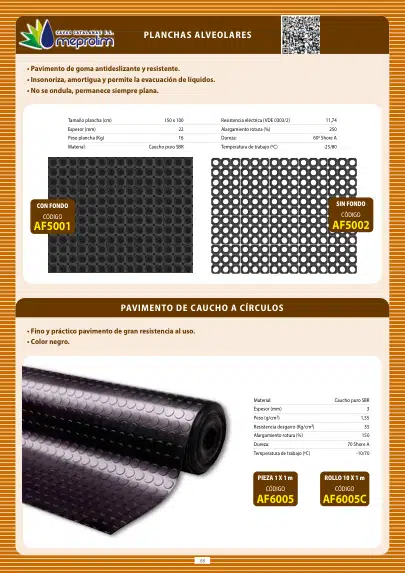 CAYRE CATALANAS S.L.
meprolim
PLANCHAS ALVEOLARES
• Pavimento de goma antideslizante y resistente.
• Insonoriza, amortigua y permite la evacuación de líquidos.
• No se ondula, permanece siempre plana.
Tamaño plancha (cm) 150 x 100
Espesor (mm) 22
Peso plancha (Kg) 16
Material: Caucho puro SBR
Resistencia eléctrica (VDE 0303/2) 11,74
Alargamiento rotura (%) 250
Dureza: 60º Shore A
Temperatura de trabajo (ºC) -25/80
CON FONDO
CÓDIGO
AF5001
SIN FONDO
CÓDIGO
AF5002
PAVIMENTO DE CAUCHO A CÍRCULOS
• Fino y práctico pavimento de gran resistencia al uso.
• Color negro.
Material: Caucho puro SBR
Espesor (mm) 3
Peso (g/cm³) 1,55
Resistencia desgarro (Kg/cm²) 35
Alargamiento rotura (%) 150
Dureza: 70 Shore A
Temperatura de trabajo (ºC) -10/70
PIEZA 1 X 1 m
CÓDIGO
AF6005
ROLLO 10 X 1 m
CÓDIGO
AF6005C
88